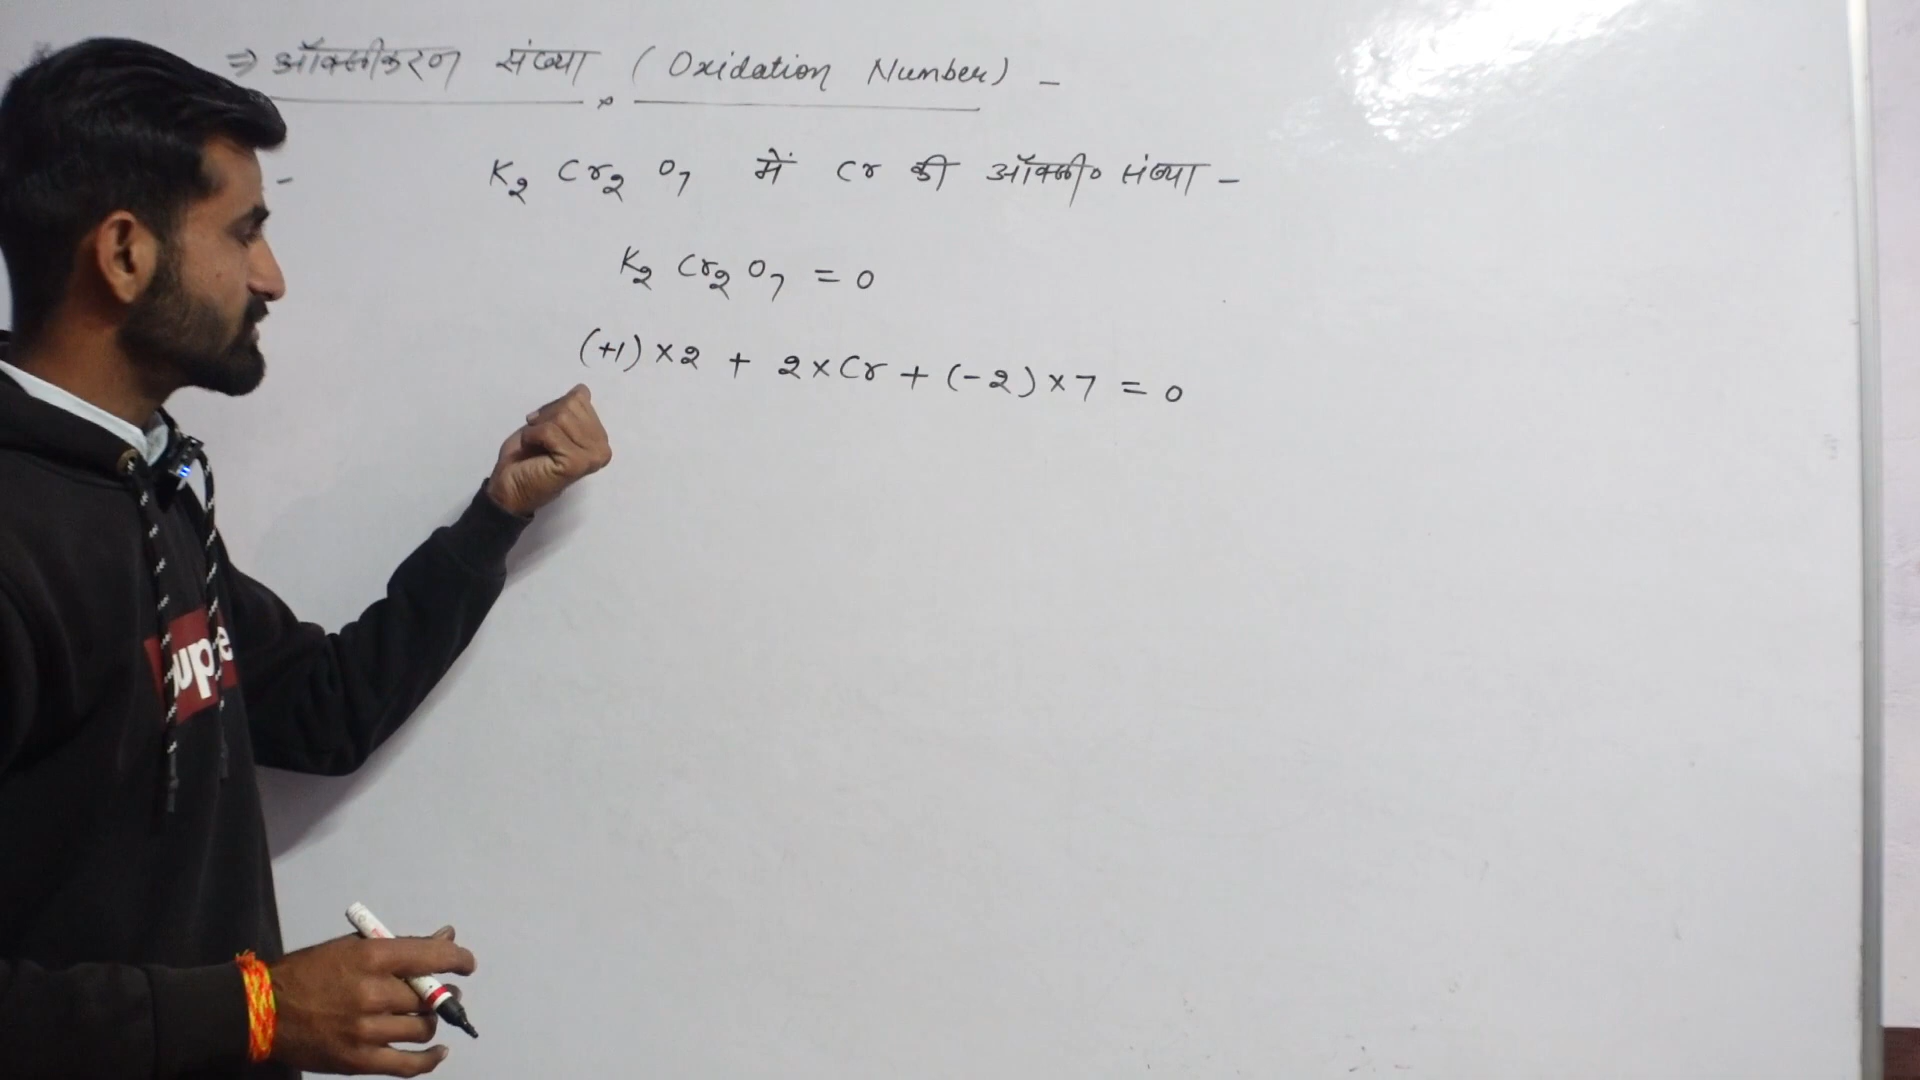 ⇒ ऑक्सीकरण संख्या (Oxidation Number) -
- K₂ Cr₂ O₇ में Cr की ऑक्सी० संख्या -
K₂ Cr₂ O₇ = 0
(+1) × 2 + 2 × Cr + (-2) × 7 = 0